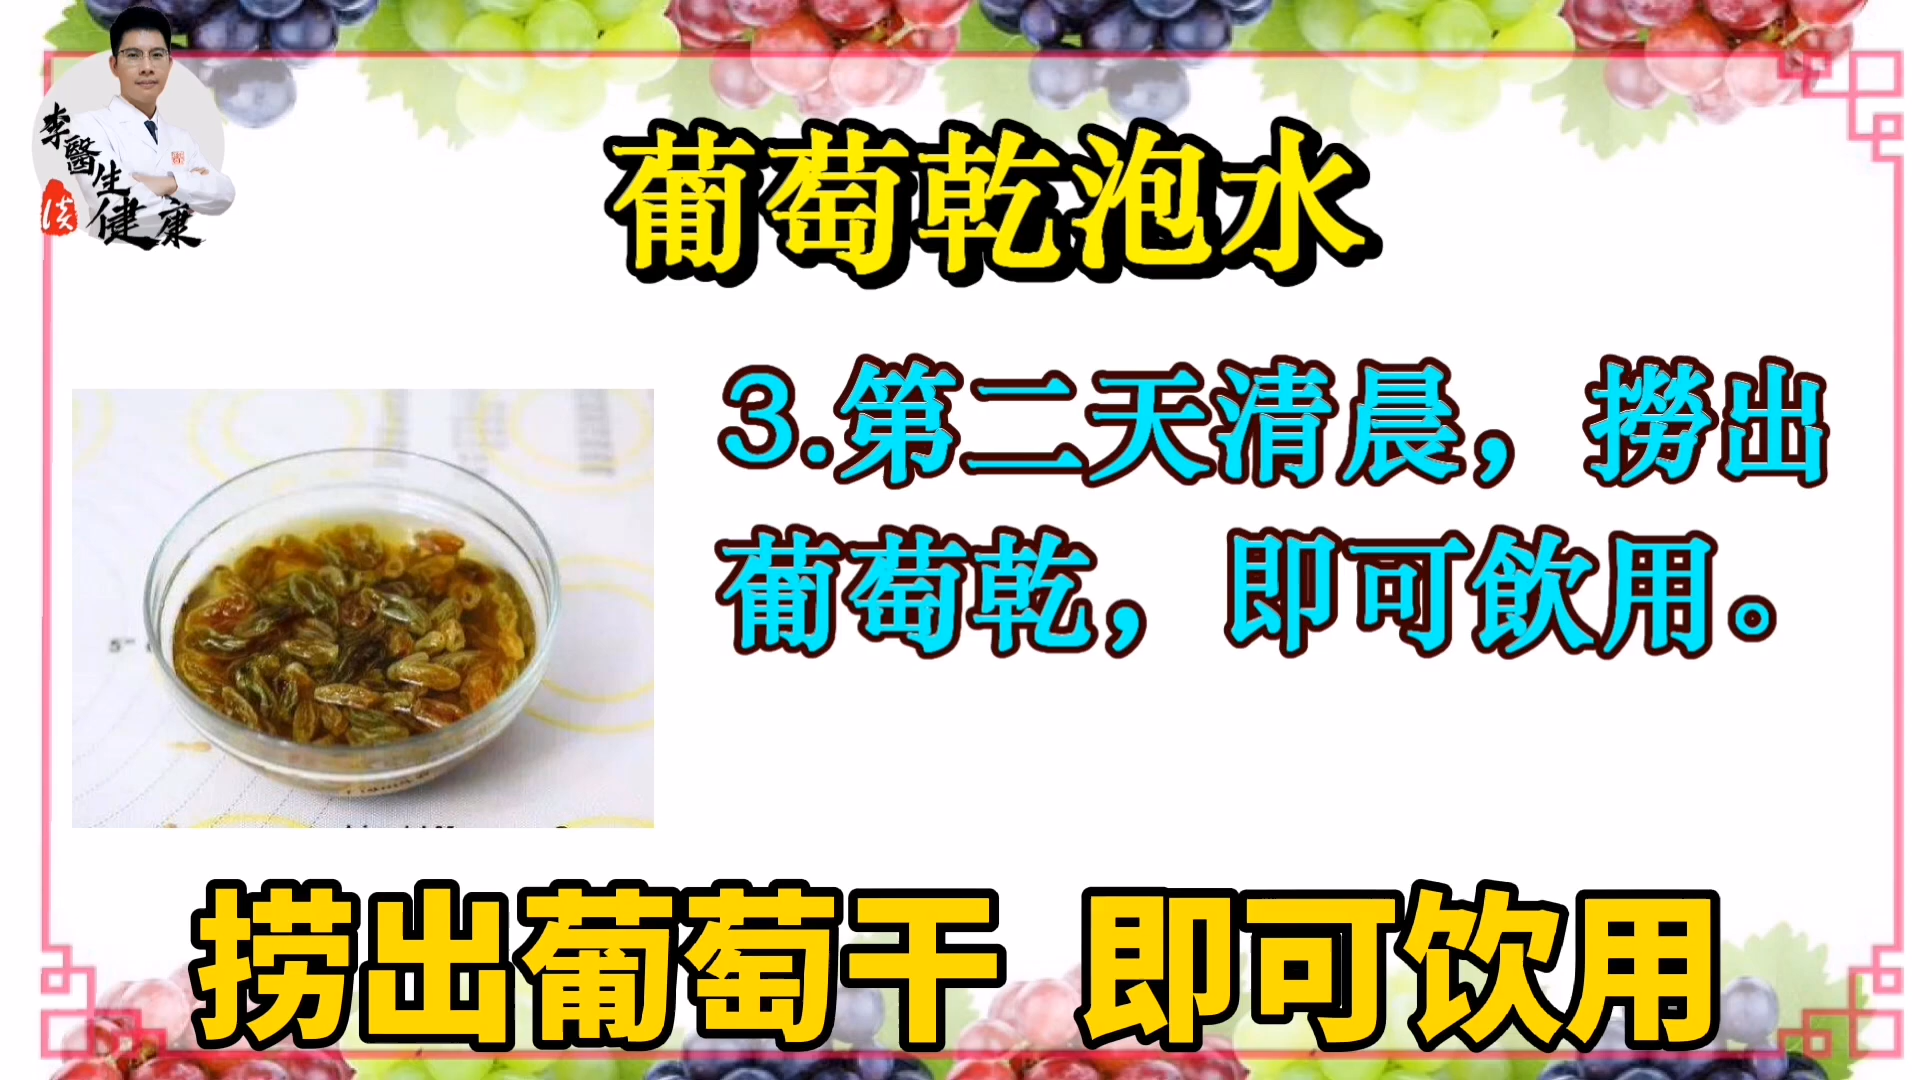 李醫生
谈健康
葡萄乾泡水
3.第二天清晨，撈出
葡萄乾，即可飲用。
捞出葡萄干 即可饮用